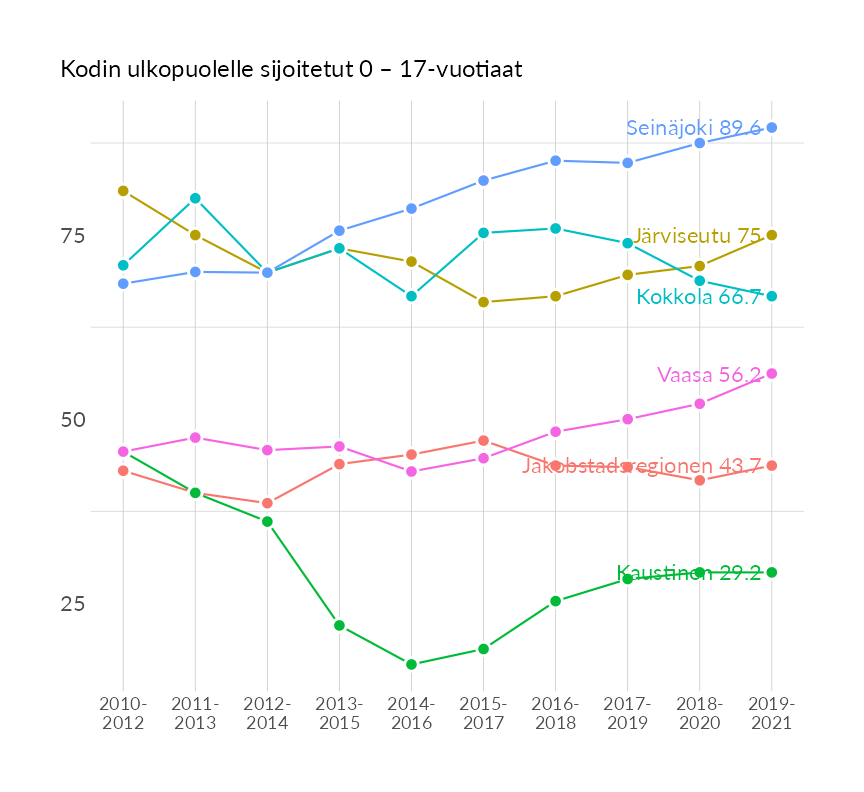 Kodin ulkopuolelle sijoitetut 0 – 17-vuotiaat
Seinäjoki 89.6
75
Järviseutu 75
Kokkola 66.7
Vaasa 56.2
50
Jakobstadsregionen 43.7
Kaustinen 29.2
25
2010- 2011- 2012- 2013- 2014- 2015- 2016- 2017- 2018- 2019-
2012 2013 2014 2015 2016 2017 2018 2019 2020 2021